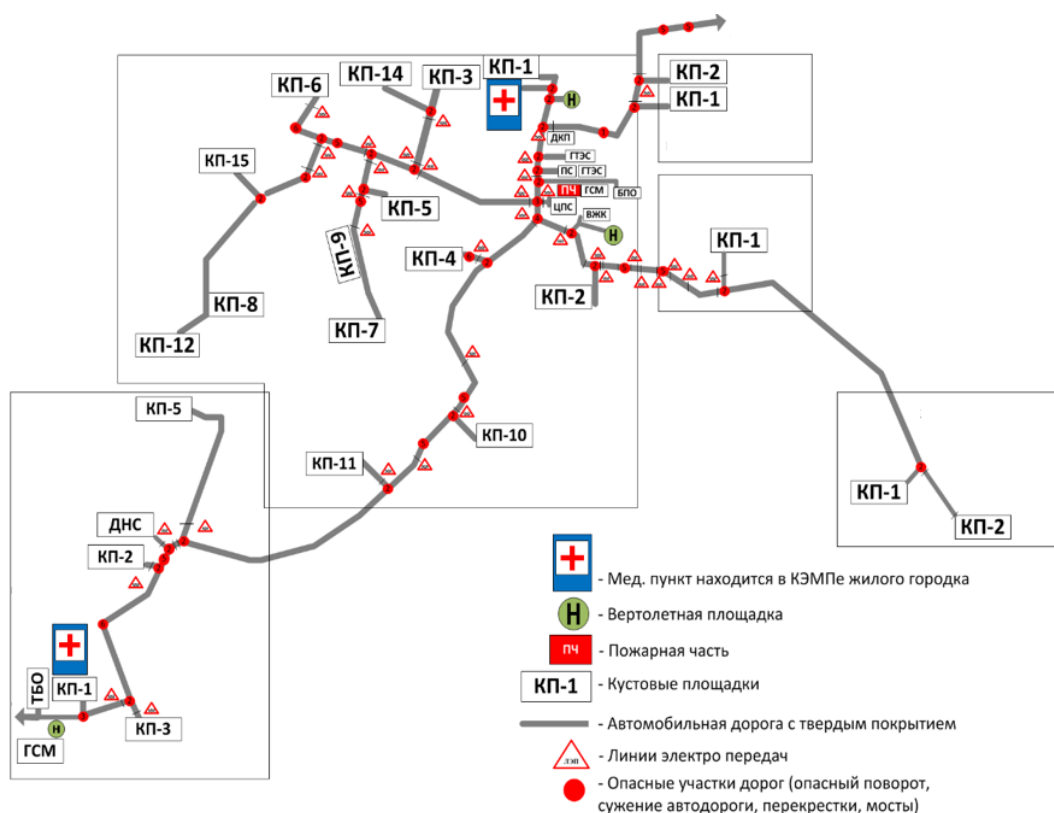 КП-1
КП-14
КП-3
КП-6
КП-2
КП-1
Н
ДКП
КП-15
ГТЭС
ПС
ГТЭС
БПО
ПЧ
ГСМ
ЦПС
КП-5
ВЖК
Н
КП-9
КП-4
КП-1
КП-2
КП-8
КП-7
КП-12
КП-5
КП-10
КП-11
КП-1
КП-2
ДНС
КП-2
КП-1
ТБО
КП-3
Н
ГСМ
- Мед. пункт находится в КЭМПе жилого городка
Н - Вертолетная площадка
ПЧ - Пожарная часть
КП-1 - Кустовые площадки
- Автомобильная дорога с твердым покрытием
ЛЭП - Линии электро передач
- Опасные участки дорог (опасный поворот,
сужение автодороги, перекрестки, мосты)